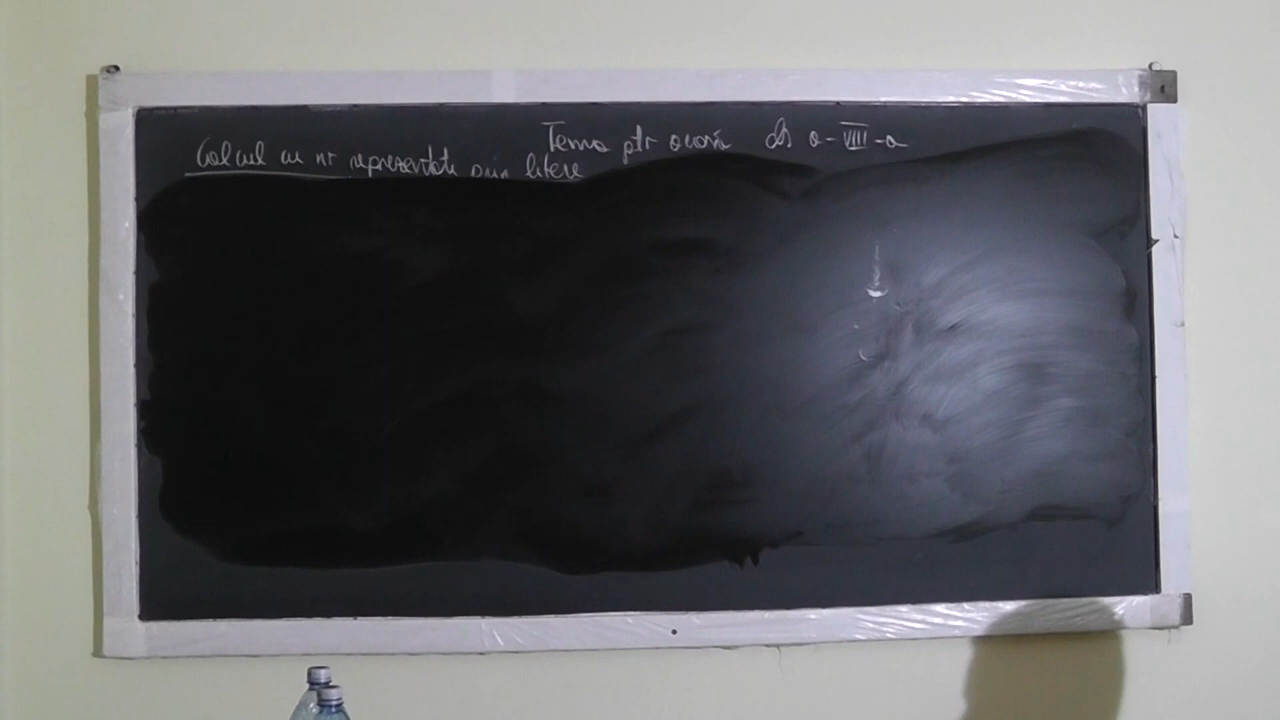 Tema ptr acasă cls a-VIII-a
Calcul cu nr reprezentate prin litere